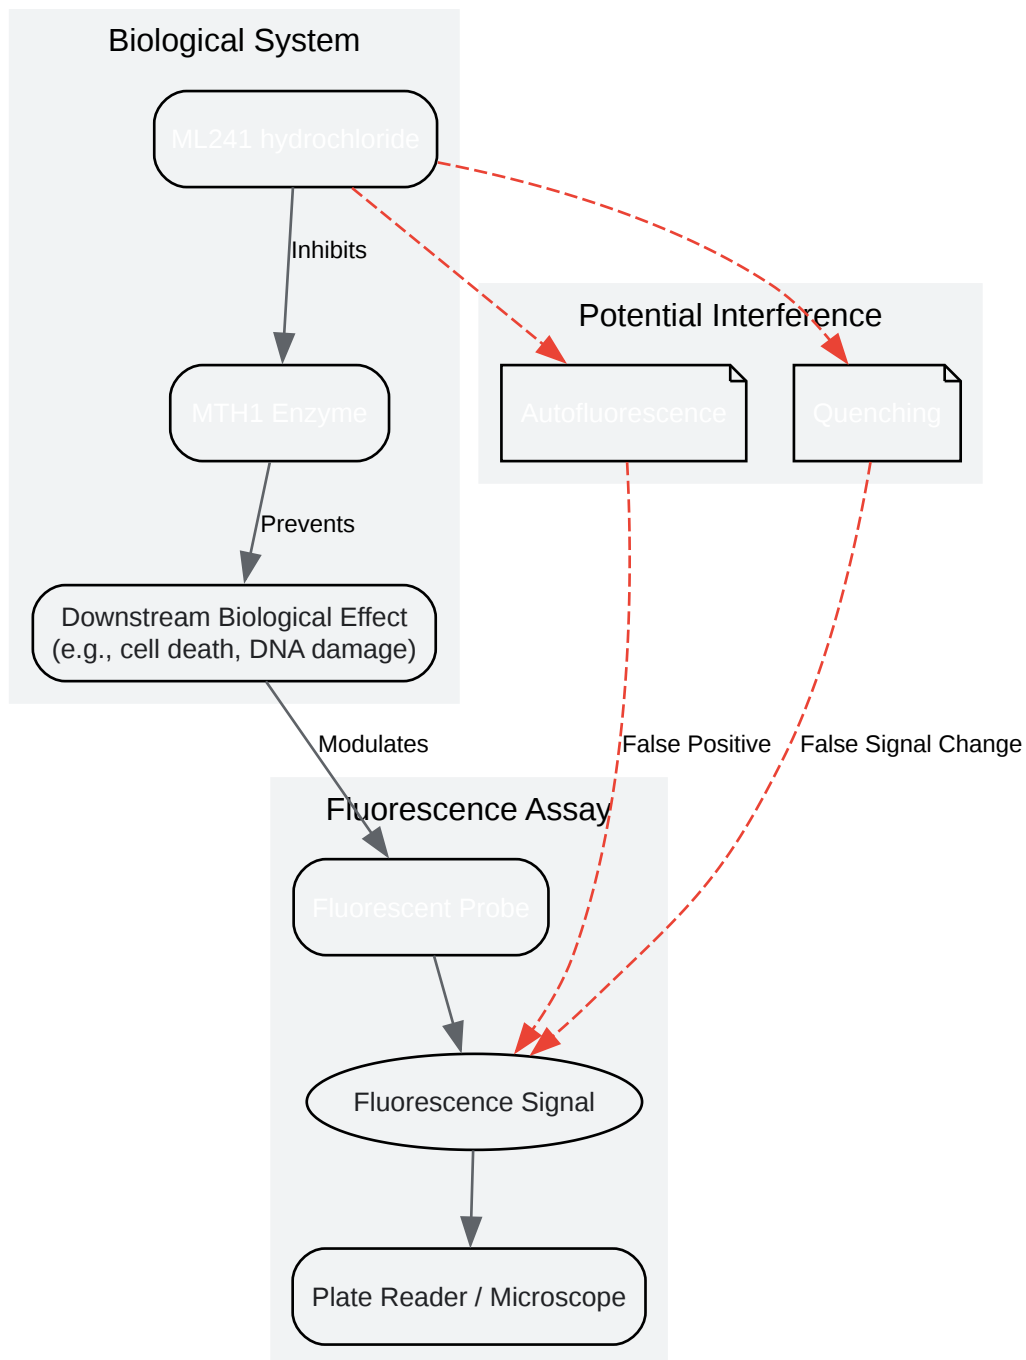 Biological System
ML241 hydrochloride
Inhibits
Potential Interference
MTH1 Enzyme
Autofluorescence
Quenching
Prevents
Downstream Biological Effect
(e.g., cell death, DNA damage)
Modulates
False Positive
False Signal Change
Fluorescence Assay
Fluorescent Probe
Fluorescence Signal
Plate Reader / Microscope